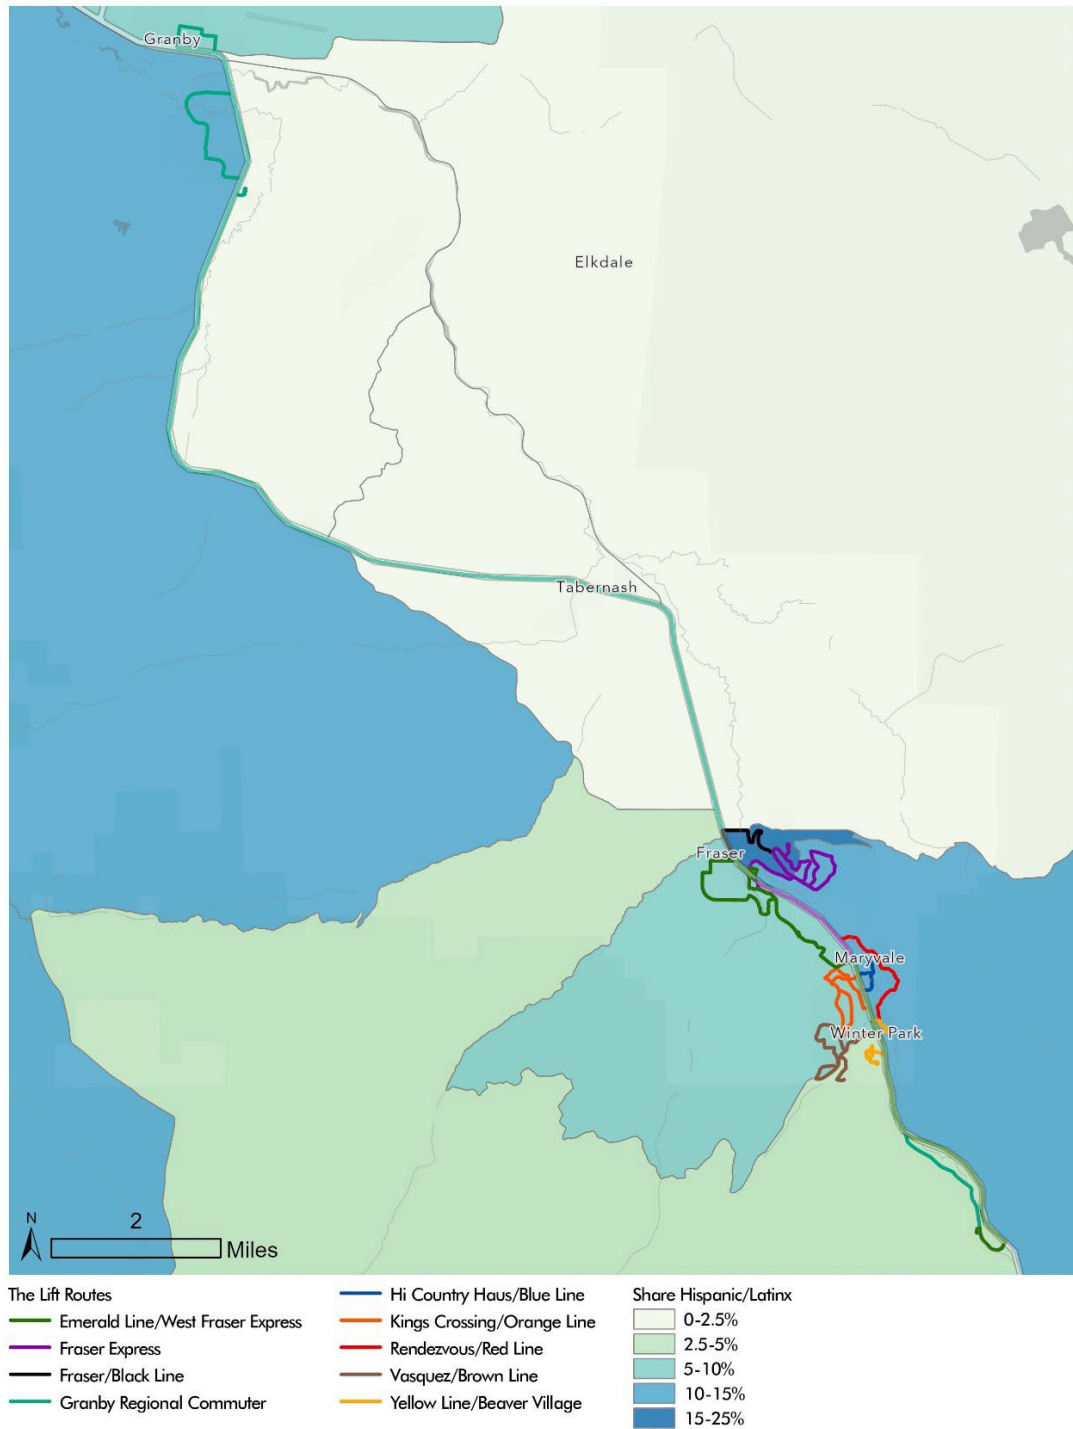 Granby
Elkdale
Tabernash
Fraser
Maryvale
Winter Park
N
2
Miles
The Lift Routes
Emerald Line/West Fraser Express
Fraser Express
Fraser/Black Line
Granby Regional Commuter
Hi Country Haus/Blue Line
Kings Crossing/Orange Line
Rendezvous/Red Line
Vasquez/Brown Line
Yellow Line/Beaver Village
Share Hispanic/Latinx
0-2.5%
2.5-5%
5-10%
10-15%
15-25%